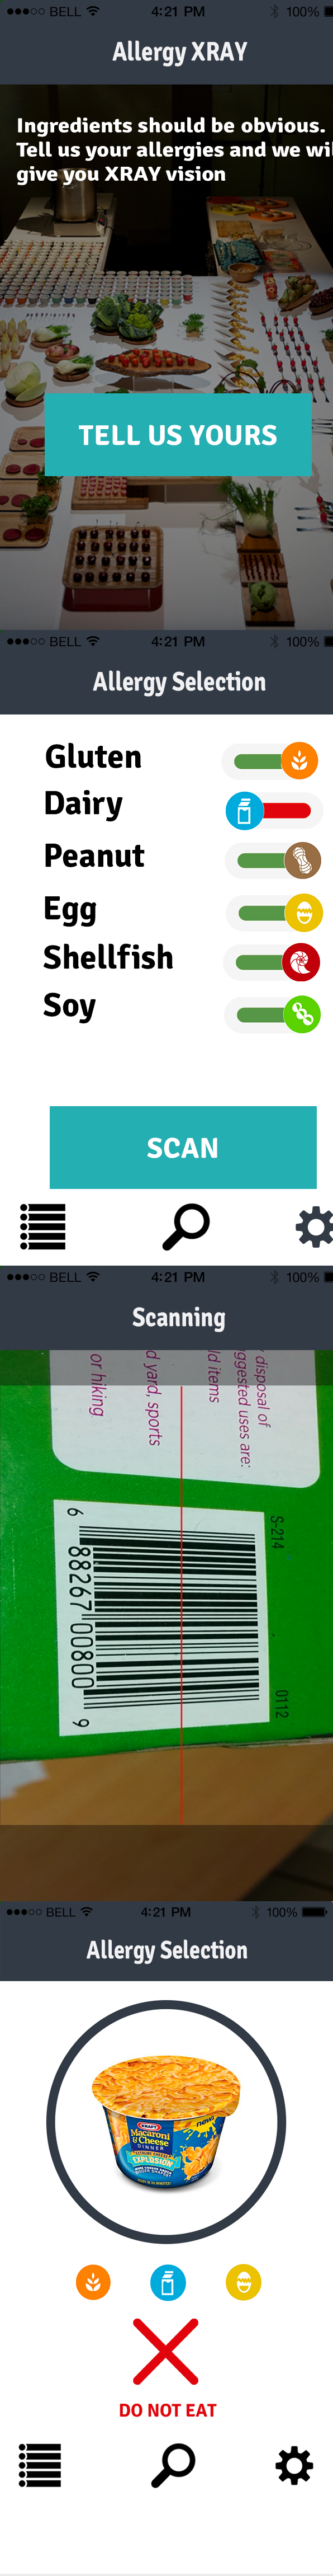 BELL 4:21 PM 100%
Allergy XRAY
Ingredients should be obvious.
Tell us your allergies and we wil
give you XRAY vision
TELL US YOURS
BELL 4:21 PM 100%
Allergy Selection
Gluten
Dairy
Peanut
Egg
Shellfish
Soy
SCAN
BELL 4:21 PM 100%
Scanning
disposal of
ggested uses are:
ld items
d yard, sports
or hiking
S-214
6 88267 00800 9
0112
BELL 4:21 PM 100%
Allergy Selection
KRAFT
new!
Macaroni
& Cheese
DINNER
EXPLOSION
DO NOT EAT